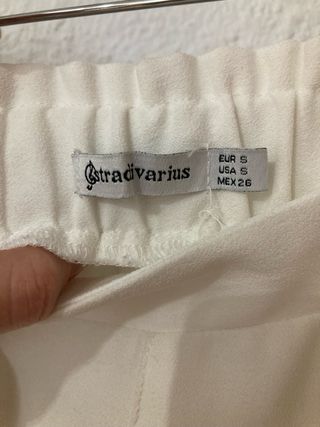 stradivarius
EUR S
USA S
MEX 26